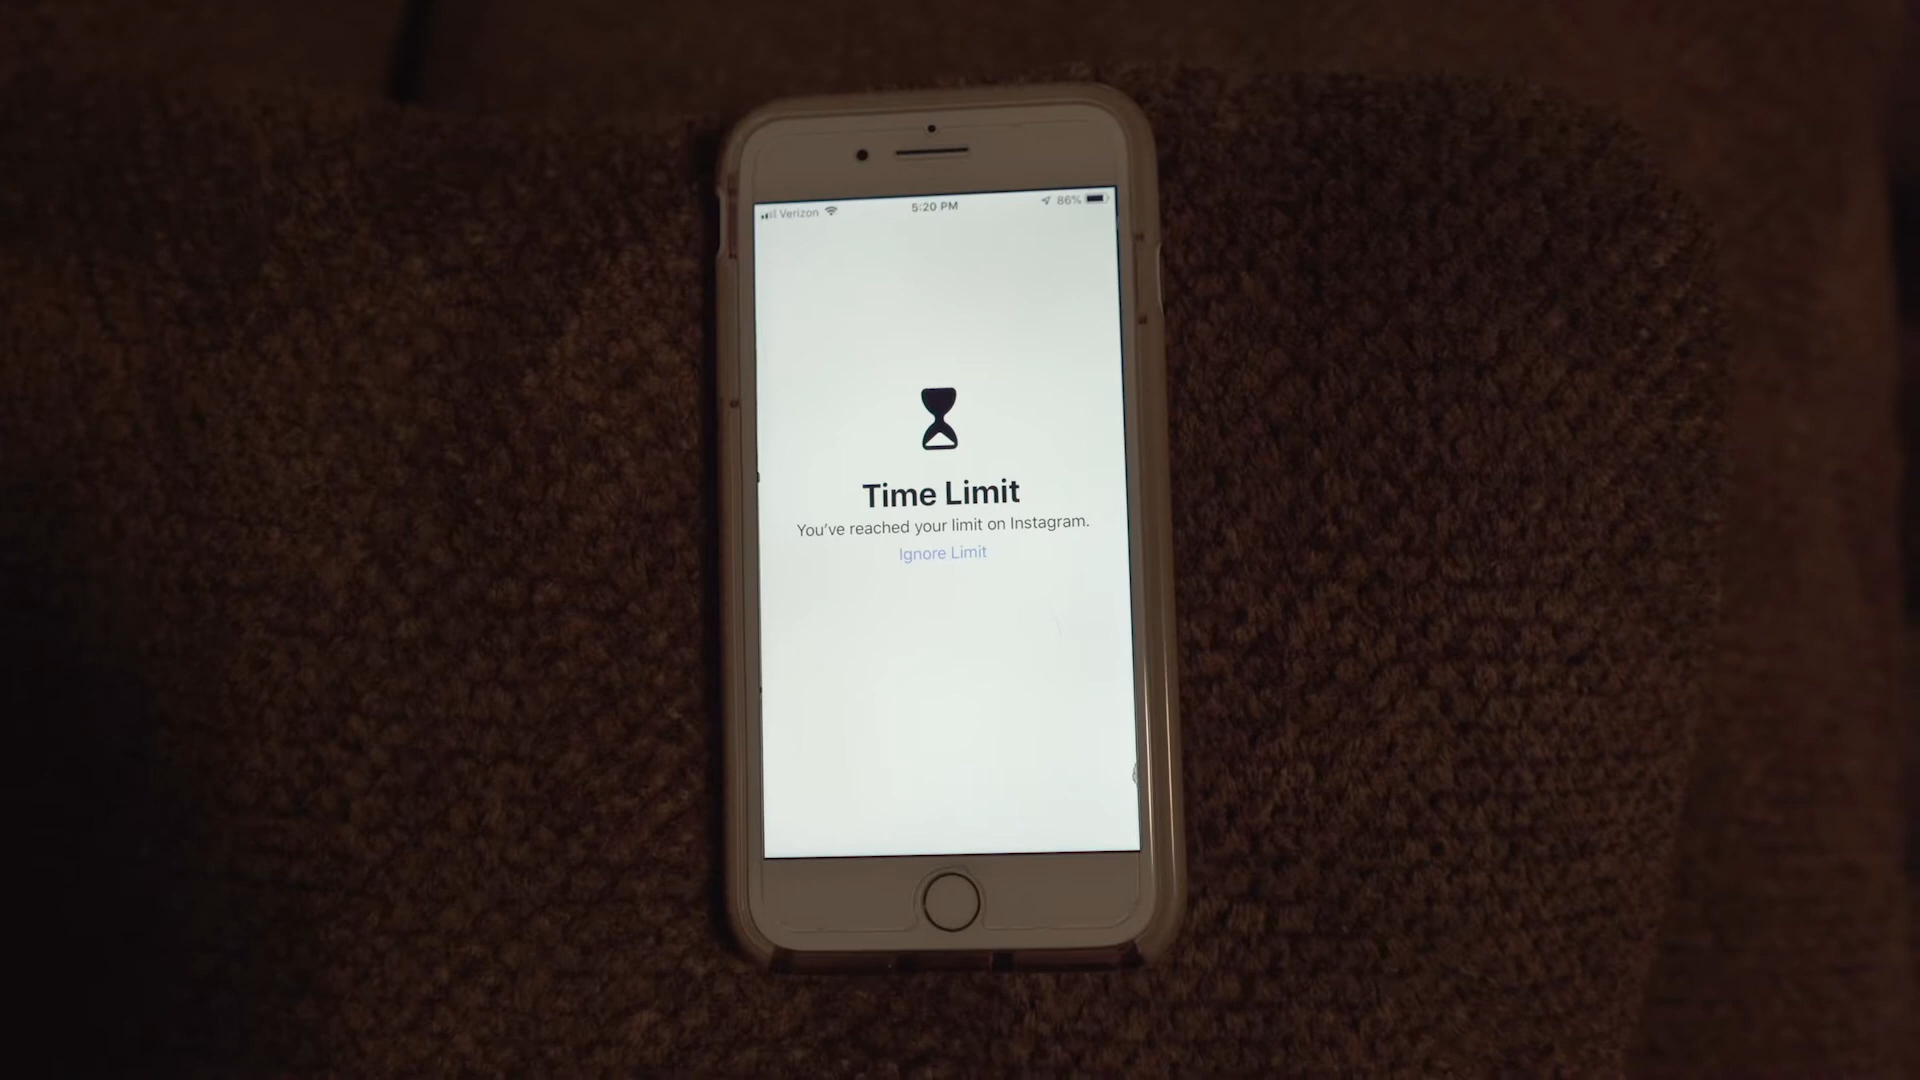 Verizon 5:20 PM 86%
Time Limit
You've reached your limit on Instagram.
Ignore Limit